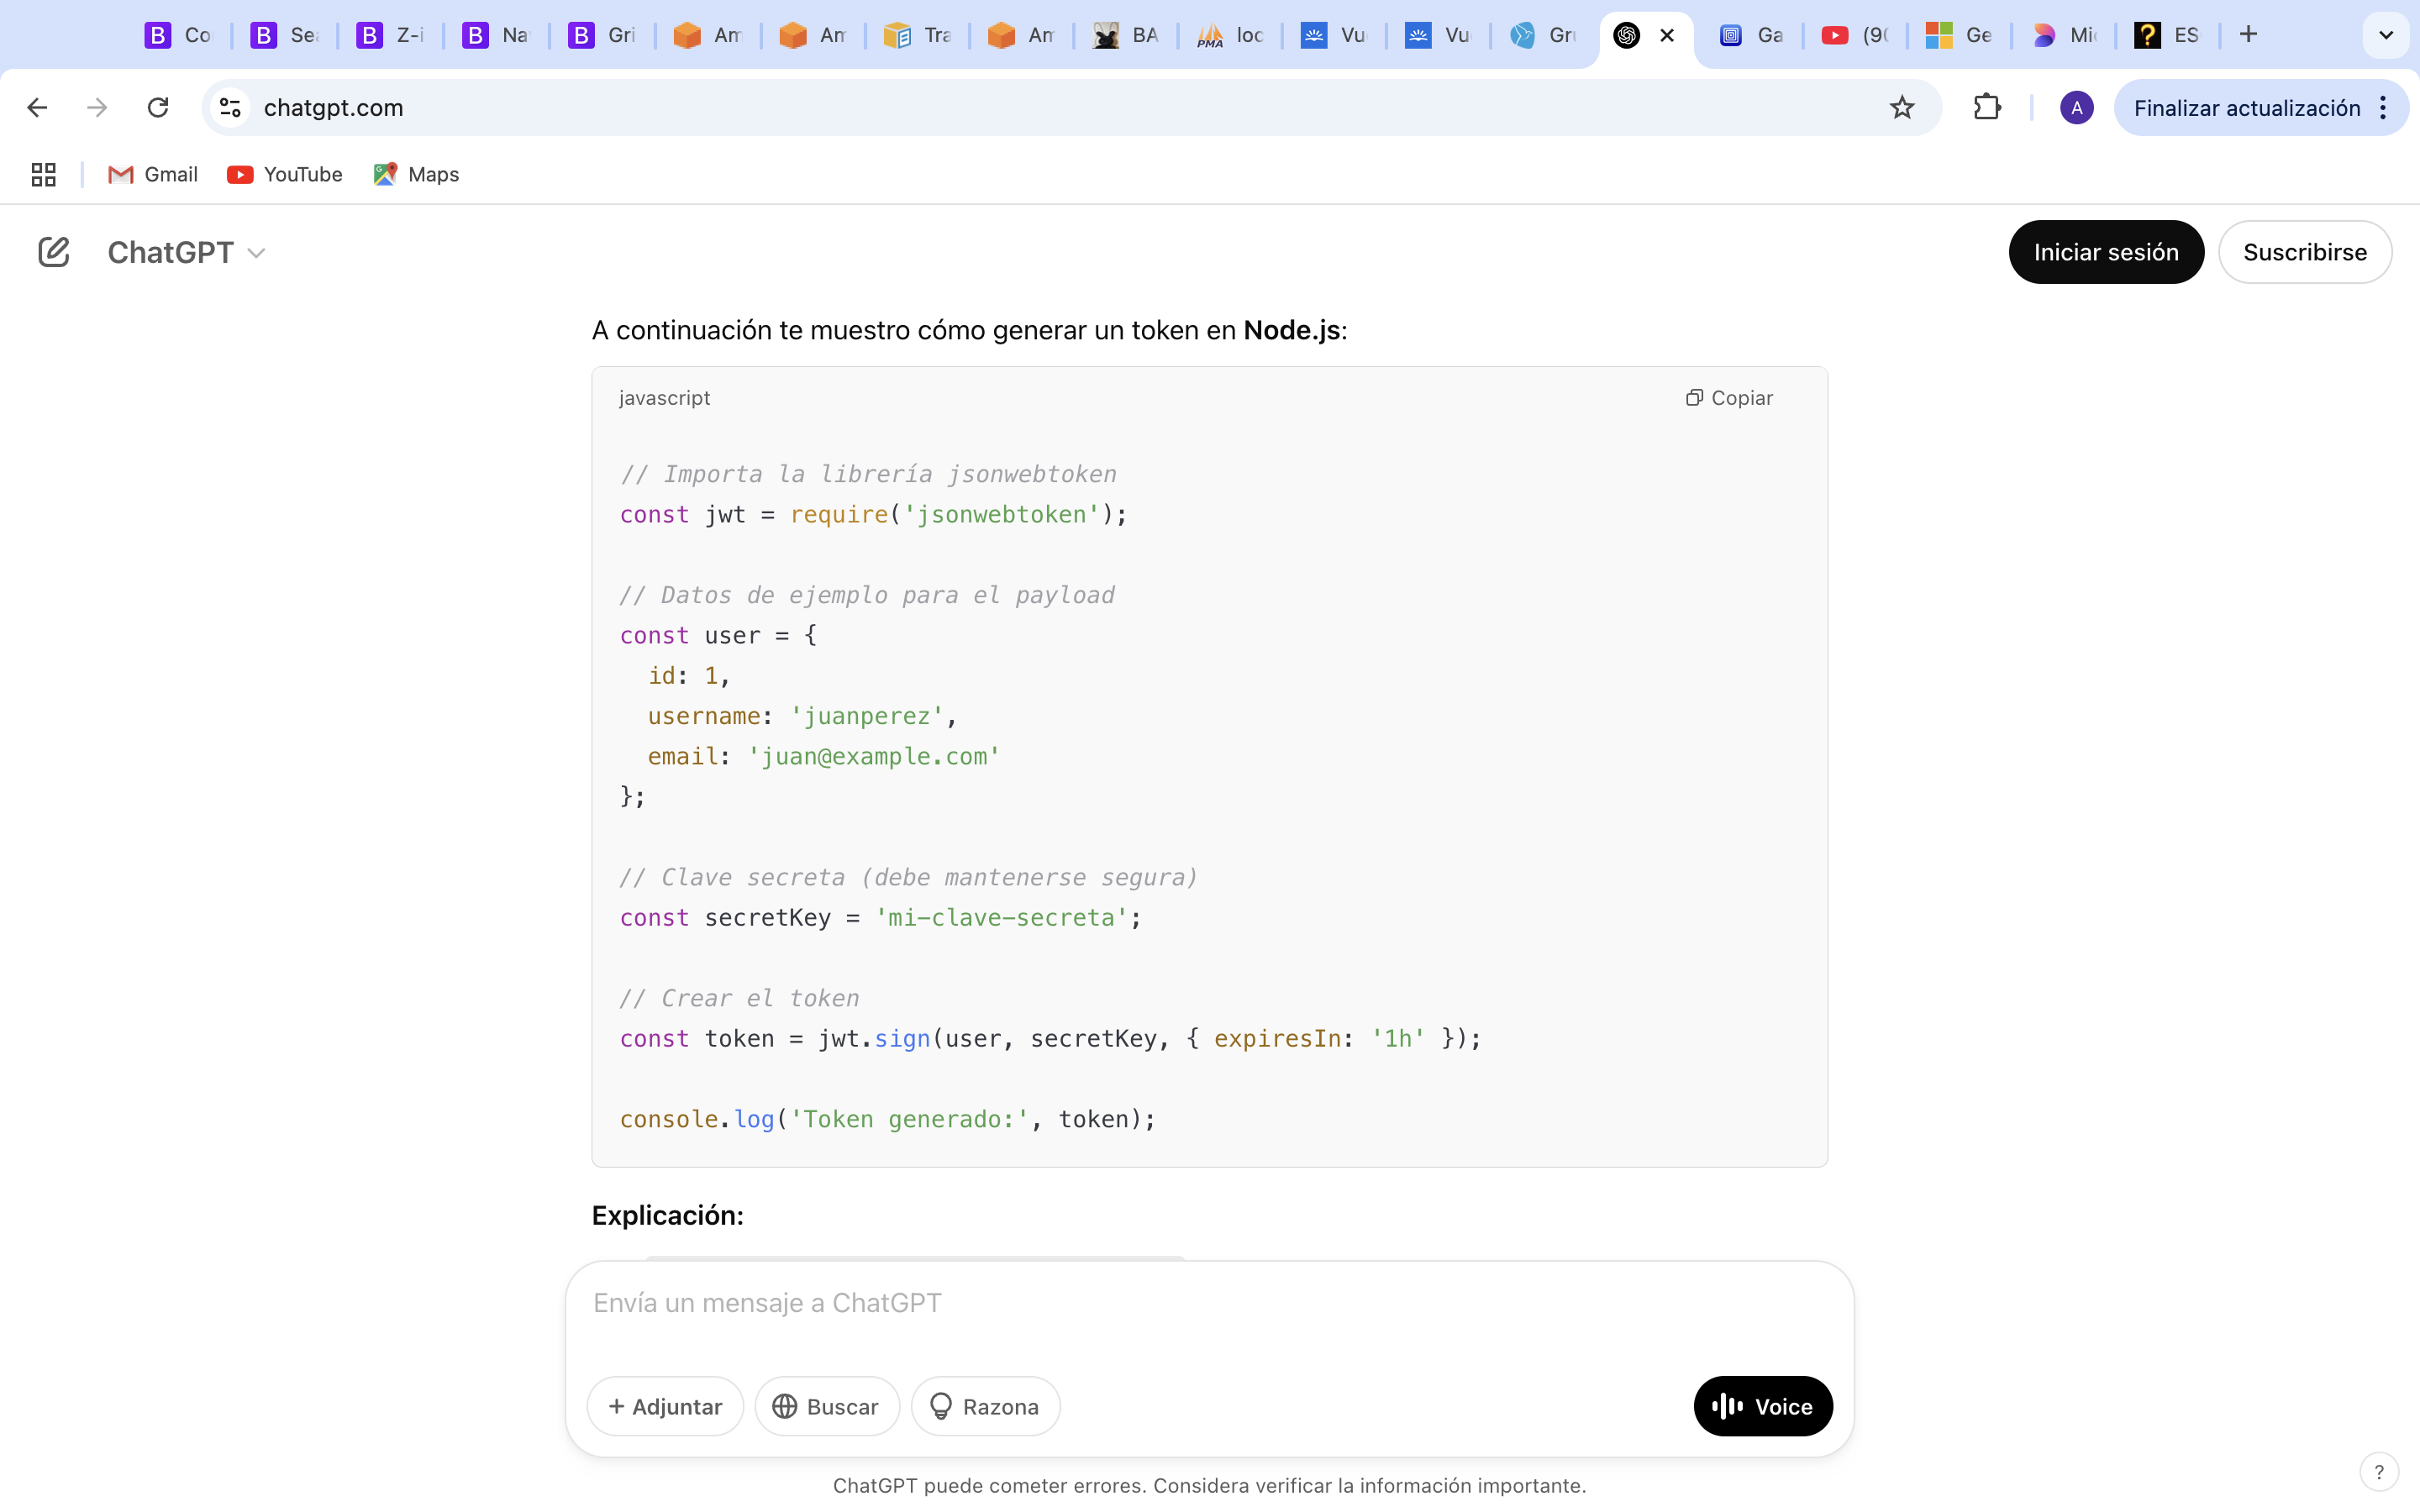 Co
Se
Z-i
Na
Gri
Am
Am
Tra
Am
BA
loc
Vu
Vu
Gru
Ga
(90
Ge
Mi
ES
chatgpt.com
A
Finalizar actualización
Gmail
YouTube
Maps
ChatGPT
Iniciar sesión
Suscribirse
A continuación te muestro cómo generar un token en Node.js:
javascript
Copiar
// Importa la librería jsonwebtoken
const jwt = require('jsonwebtoken');
// Datos de ejemplo para el payload
const user = {
id: 1,
username: 'juanperez',
email: 'juan@example.com'
};
// Clave secreta (debe mantenerse segura)
const secretKey = 'mi-clave-secreta';
// Crear el token
const token = jwt.sign(user, secretKey, { expiresIn: '1h' });
console.log('Token generado:', token);
Explicación:
Envía un mensaje a ChatGPT
+ Adjuntar
Buscar
Razona
Voice
ChatGPT puede cometer errores. Considera verificar la información importante.
?